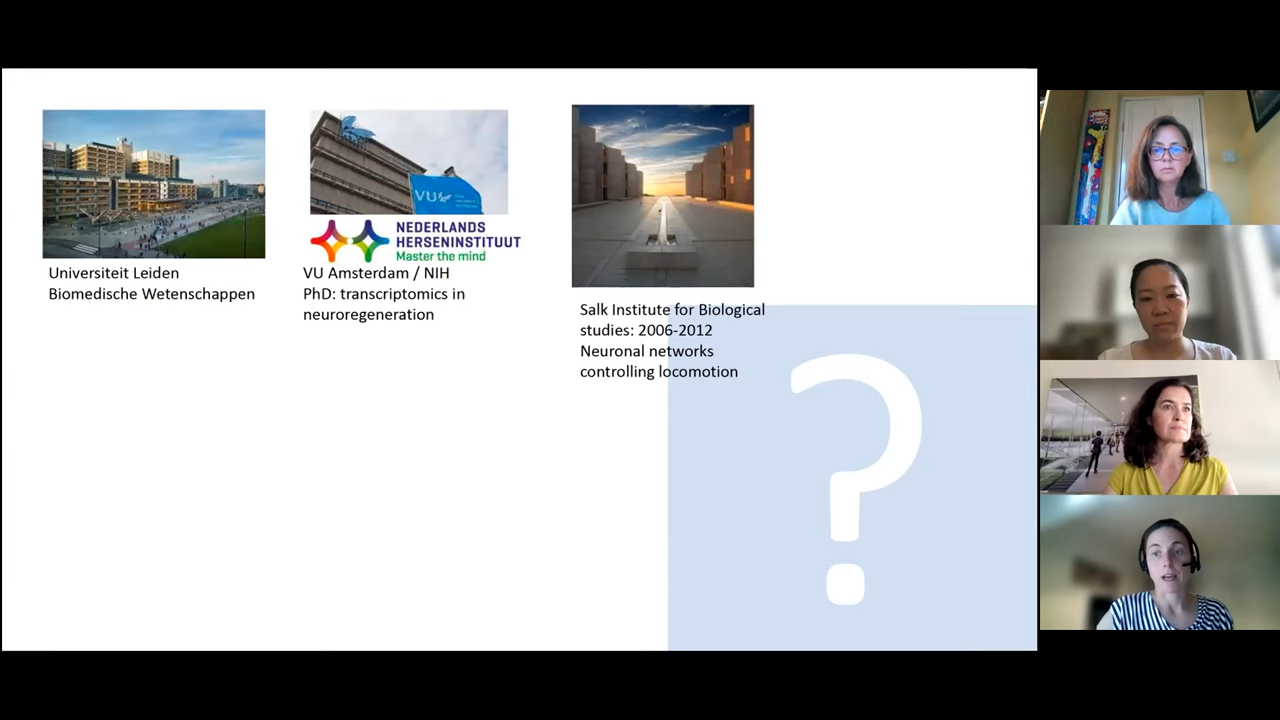 Universiteit Leiden
Biomedische Wetenschappen
VU
NEDERLANDS
HERSENINSTITUUT
Master the mind
VU Amsterdam / NIH
PhD: transcriptomics in
neuroregeneration
Salk Institute for Biological
studies: 2006-2012
Neuronal networks
controlling locomotion
?